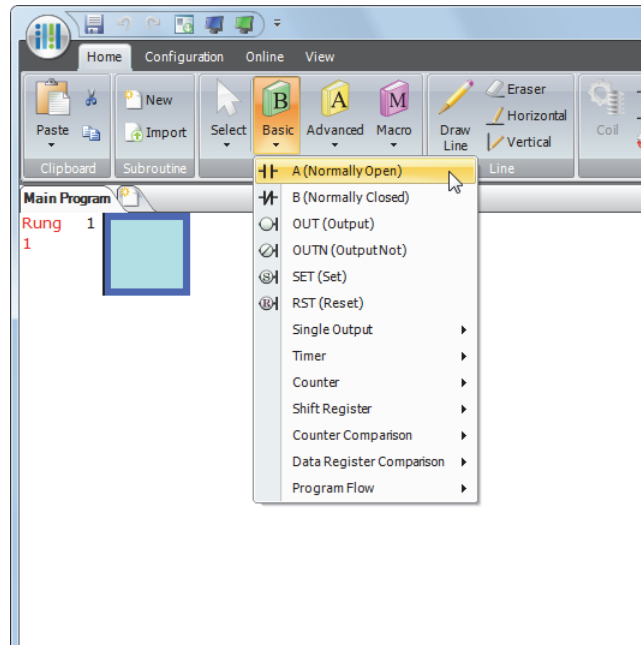 Home Configuration Online View
Paste
Clipboard
New
Import
Subroutine
Select
B
Basic
A
Advanced
M
Macro
Draw
Line
Eraser
Horizontal
Vertical
Line
Coil
A (Normally Open)
B (Normally Closed)
OUT (Output)
OUTN (Output Not)
S SET (Set)
R RST (Reset)
Single Output
Timer
Counter
Shift Register
Counter Comparison
Data Register Comparison
Program Flow
Main Program
Rung 1
1